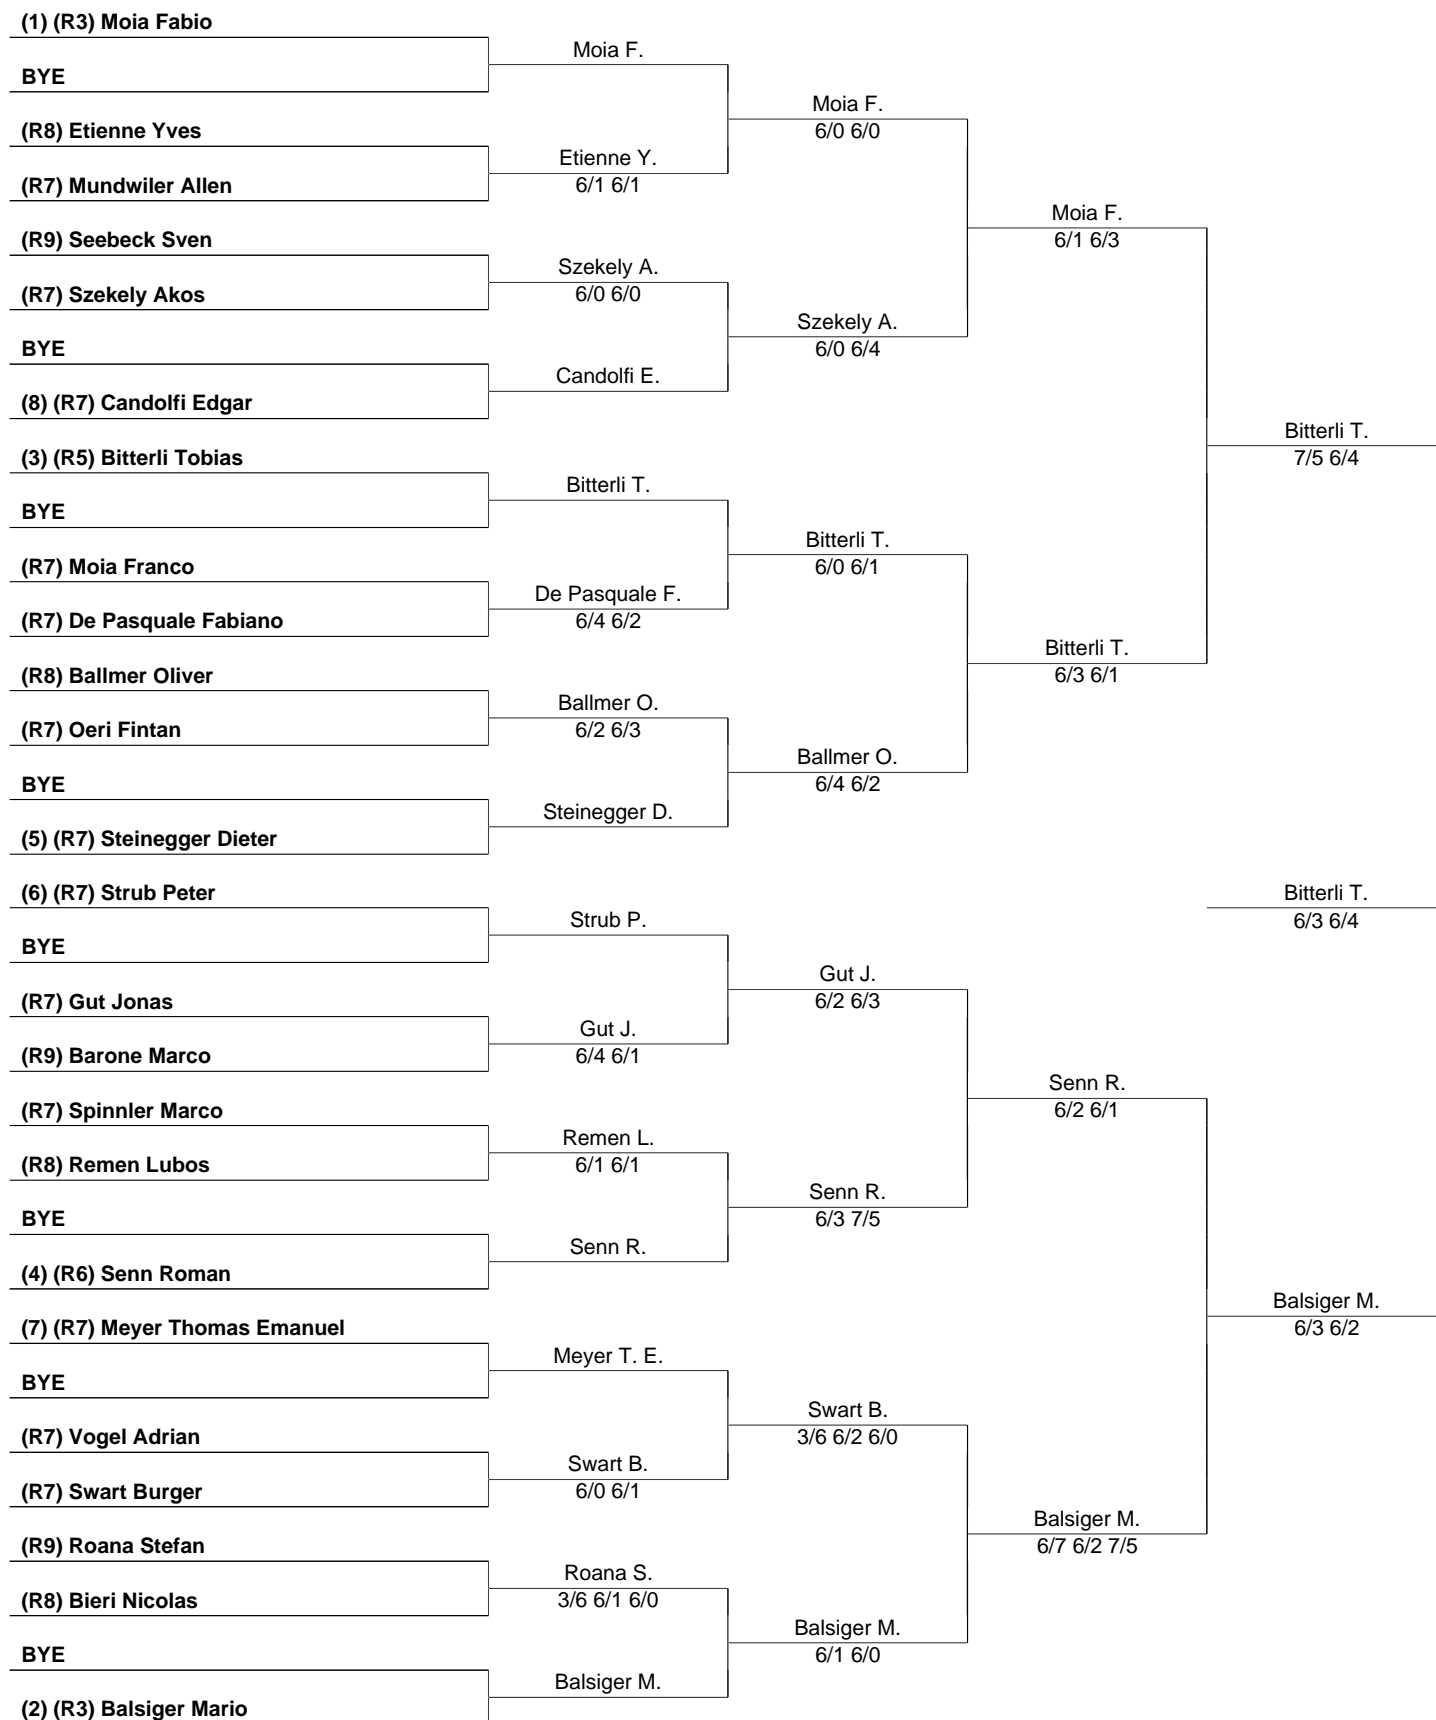 (1) (R3) Moia Fabio
Moia F.
BYE
Moia F.
6/0 6/0
(R8) Etienne Yves
Etienne Y.
6/1 6/1
(R7) Mundwiler Allen
Moia F.
6/1 6/3
(R9) Seebeck Sven
Szekely A.
6/0 6/0
(R7) Szekely Akos
Szekely A.
6/0 6/4
BYE
Candolfi E.
(8) (R7) Candolfi Edgar
Bitterli T.
7/5 6/4
(3) (R5) Bitterli Tobias
Bitterli T.
BYE
Bitterli T.
6/0 6/1
(R7) Moia Franco
De Pasquale F.
6/4 6/2
(R7) De Pasquale Fabiano
Bitterli T.
6/3 6/1
(R8) Ballmer Oliver
Ballmer O.
6/2 6/3
(R7) Oeri Fintan
Ballmer O.
6/4 6/2
BYE
Steinegger D.
(5) (R7) Steinegger Dieter
(6) (R7) Strub Peter
Bitterli T.
6/3 6/4
Strub P.
BYE
Gut J.
6/2 6/3
(R7) Gut Jonas
Gut J.
6/4 6/1
(R9) Barone Marco
Senn R.
6/2 6/1
(R7) Spinnler Marco
Remen L.
6/1 6/1
(R8) Remen Lubos
Senn R.
6/3 7/5
BYE
Senn R.
(4) (R6) Senn Roman
Balsiger M.
6/3 6/2
(7) (R7) Meyer Thomas Emanuel
Meyer T. E.
BYE
Swart B.
3/6 6/2 6/0
(R7) Vogel Adrian
Swart B.
6/0 6/1
(R7) Swart Burger
Balsiger M.
6/7 6/2 7/5
(R9) Roana Stefan
Roana S.
3/6 6/1 6/0
(R8) Bieri Nicolas
Balsiger M.
6/1 6/0
BYE
Balsiger M.
(2) (R3) Balsiger Mario